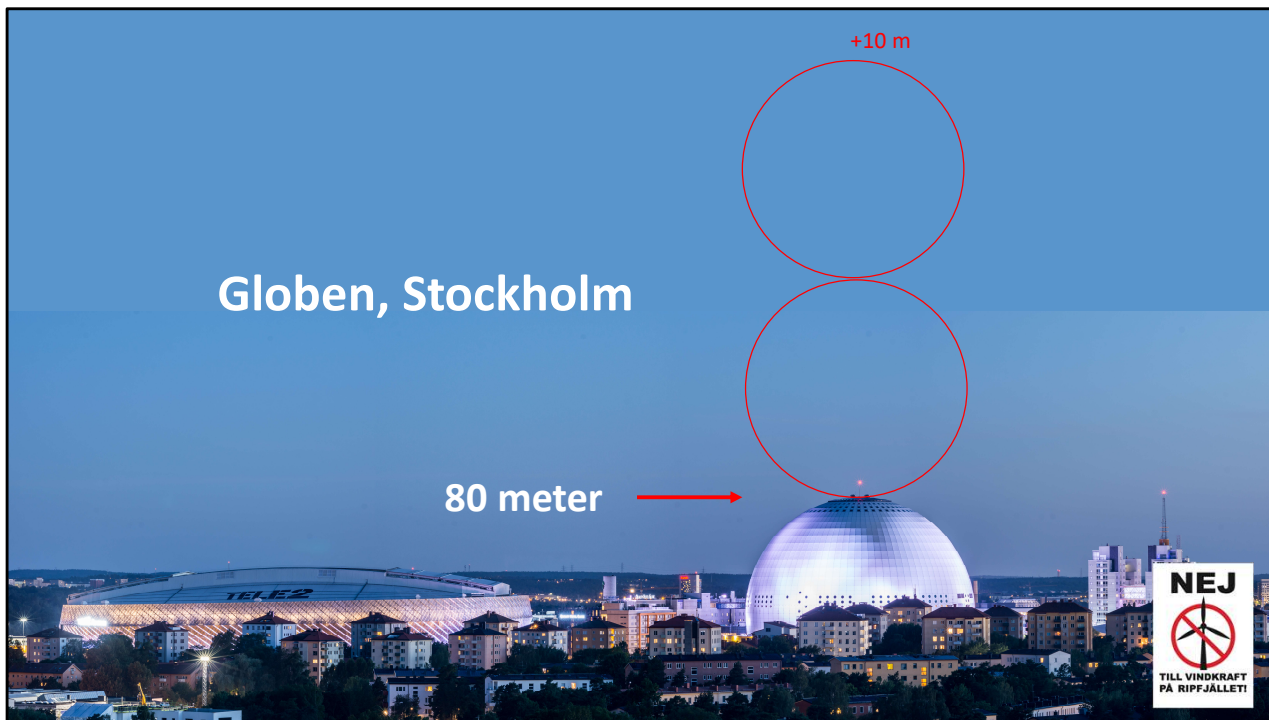 +10 m
Globen, Stockholm
80 meter
TELE2
NEJ
TILL VINDKRAFT
PÅ RIPFJÄLLET!